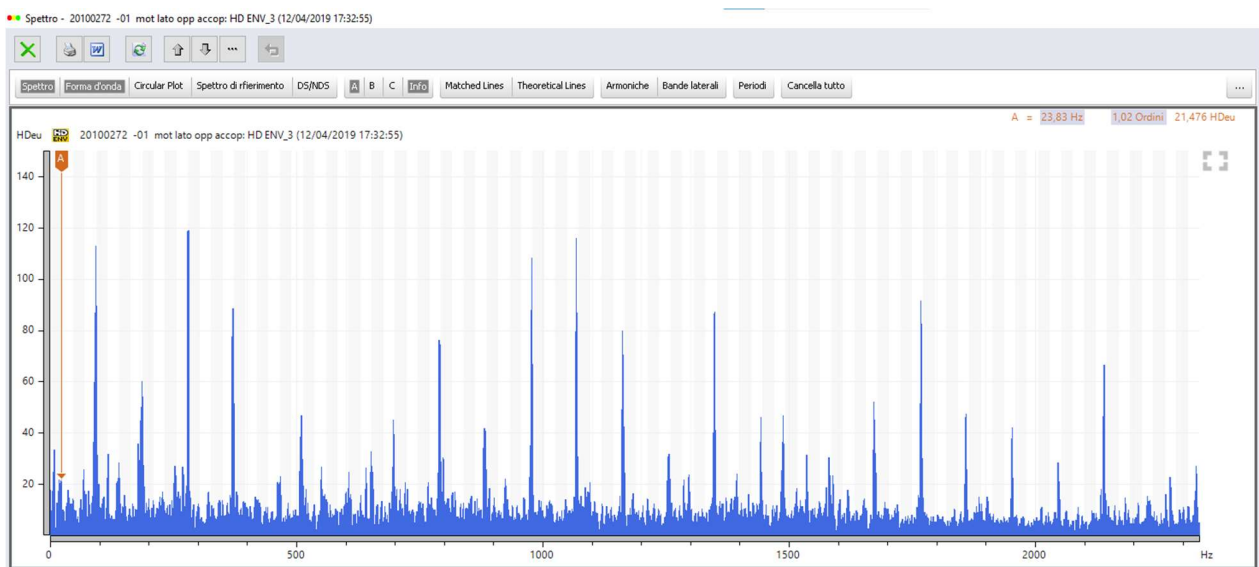 Spettro - 20100272 -01 mot lato opp accop: HD ENV_3 (12/04/2019 17:32:55)
W ...
Spettro Forma d'onda Circular Plot Spettro di rfierimento DS/NDS A B C Info Matched Lines Theoretical Lines Armoniche Bande laterali Periodi Cancella tutto ...
A = 23,83 Hz 1,02 Ordini 21,476 HDeu
HDeu HD ENV 20100272 -01 mot lato opp accop: HD ENV_3 (12/04/2019 17:32:55)
A
140
120
100
80
60
40
20
0 500 1000 1500 2000 Hz